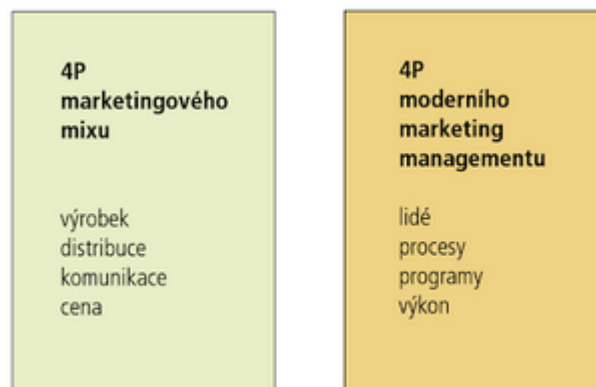 4P
marketingového
mixu
výrobek
distribuce
komunikace
cena
4P
moderního
marketing
managementu
lidé
procesy
programy
výkon